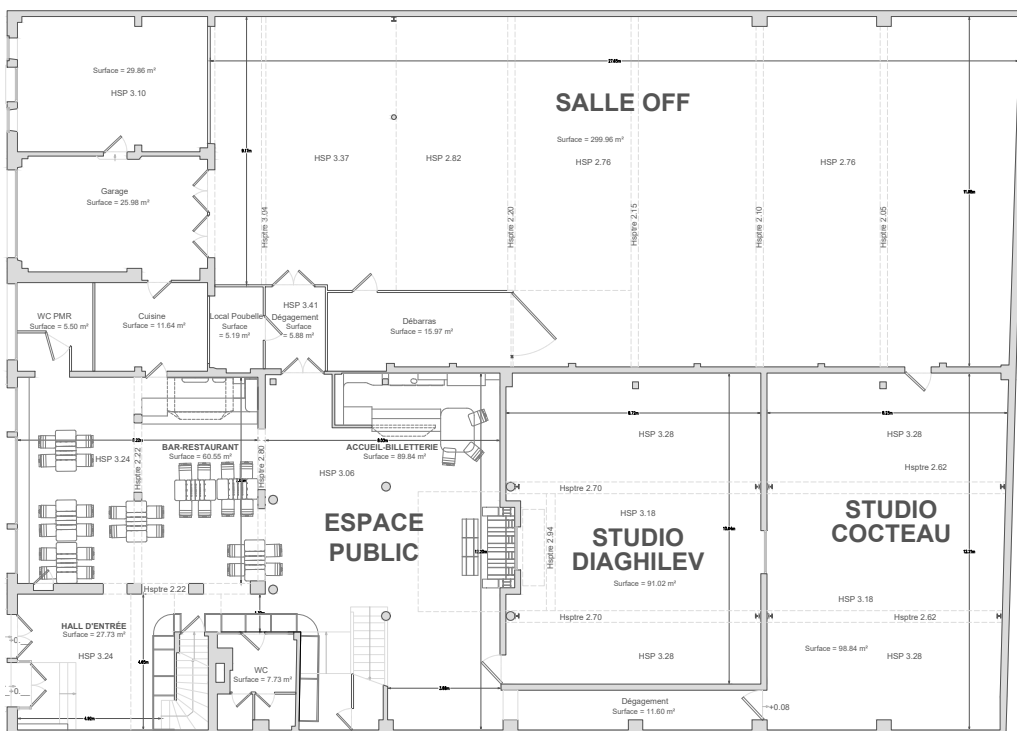 Surface = 29.86 m²
HSP 3.10
27.65m
SALLE OFF
Surface = 299.96 m²
HSP 3.37
HSP 2.82
HSP 2.76
HSP 2.76
Hsptre 3.04
Hsptre 2.20
Hsptre 2.15
Hsptre 2.10
Hsptre 2.05
Garage
Surface = 25.98 m²
WC PMR
Surface = 5.50 m²
Cuisine
Surface = 11.64 m²
Local Poubelle
Surface
5.19 m²
HSP 3.41
Dégagement
Surface
= 5.88 m²
Débarras
Surface = 15.97 m²
BAR-RESTAURANT
Surface = 60.55 m²
HSP 3.24
Hsptre 2.22
Hsptre 2.80
ACCUEIL-BILLETTERIE
Surface = 89.84 m²
HSP 3.06
ESPACE
PUBLIC
HSP 3.28
Hsptre 2.70
HSP 3.18
Hsptre 2.94
STUDIO
DIAGHILEV
Surface = 91.02 m²
Hsptre 2.70
HSP 3.28
HSP 3.28
Hsptre 2.62
STUDIO
COCTEAU
HSP 3.18
Hsptre 2.62
Surface = 98.84 m²
HSP 3.28
Hsptre 2.22
HALL D'ENTRÉE
Surface = 27.73 m²
HSP 3.24
WC
Surface = 7.73 m²
Dégagement
Surface = 11.60 m²
+0.08